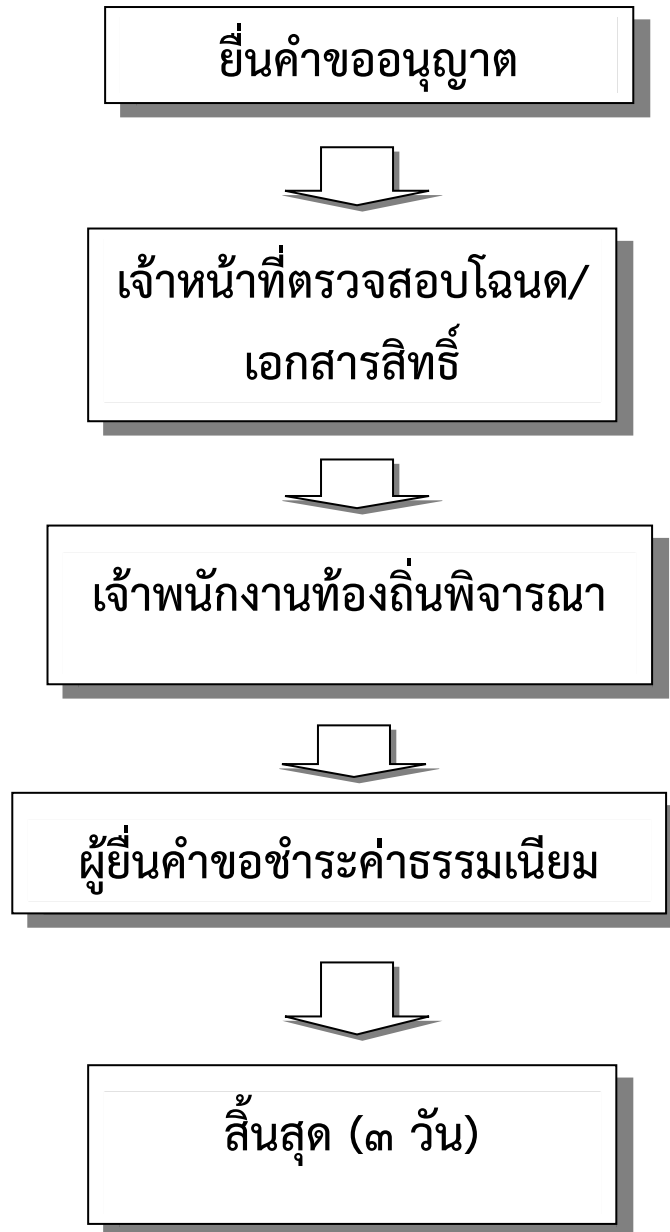 ยื่นคำขออนุญาต
เจ้าหน้าที่ตรวจสอบโฉนด/
เอกสารสิทธิ์
เจ้าพนักงานท้องถิ่นพิจารณา
ผู้ยื่นคำขอชำระค่าธรรมเนียม
สิ้นสุด (๓ วัน)